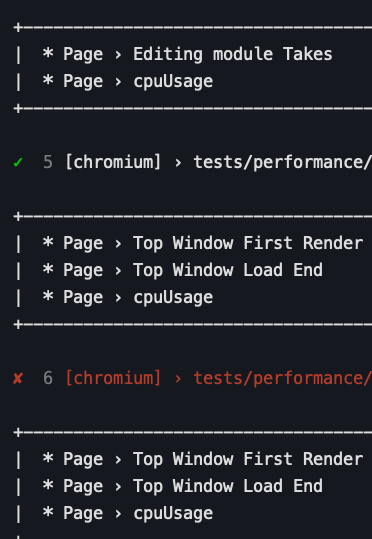 +————————————————————————————————
|  * Page › Editing module Takes
|  * Page › cpuUsage
+————————————————————————————————
✓  5 [chromium] › tests/performance/
+————————————————————————————————
|  * Page › Top Window First Render
|  * Page › Top Window Load End
|  * Page › cpuUsage
+————————————————————————————————
✘  6 [chromium] › tests/performance/
+————————————————————————————————
|  * Page › Top Window First Render
|  * Page › Top Window Load End
|  * Page › cpuUsage